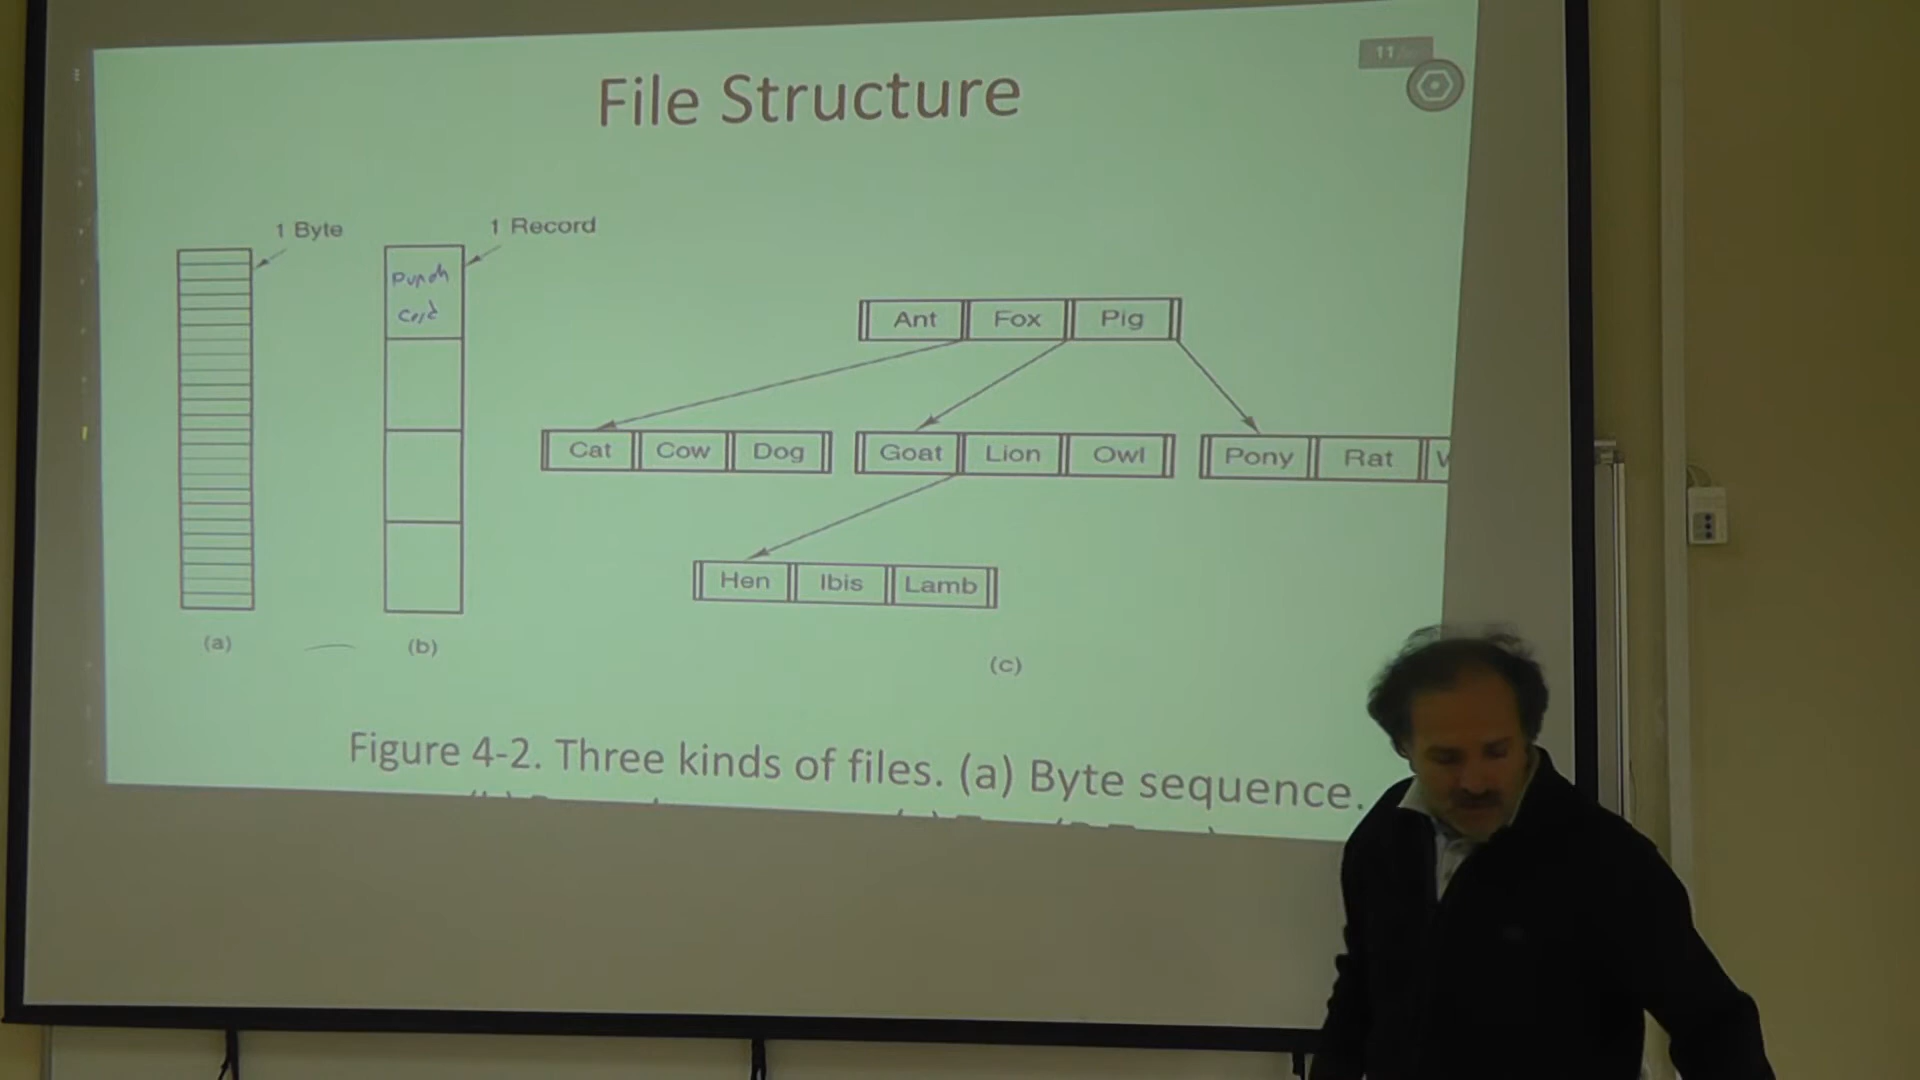 11
File Structure
1 Byte
1 Record
Punch
Card
Ant Fox Pig
Cat Cow Dog Goat Lion Owl Pony Rat
Hen Ibis Lamb
(a)
(b)
(c)
Figure 4-2. Three kinds of files. (a) Byte sequence.